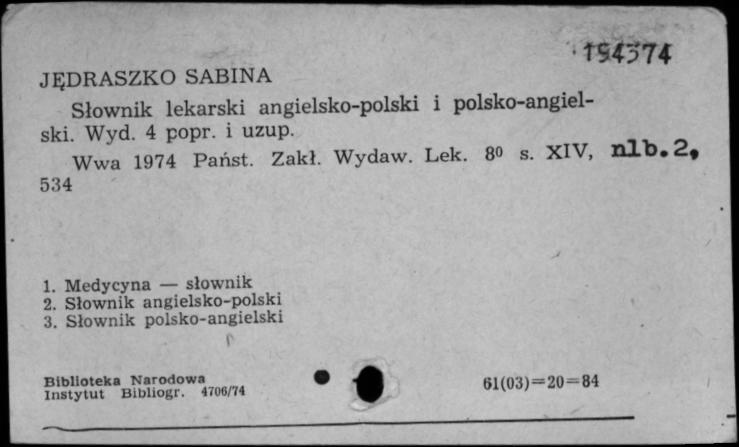 194374
JĘDRASZKO SABINA
Słownik lekarski angielsko-polski i polsko-angiel-
ski. Wyd. 4 popr. i uzup.
Wwa 1974 Państ. Zakł. Wydaw. Lek. 8⁰ s. XIV, nlb.2,
534
1. Medycyna — słownik
2. Słownik angielsko-polski
3. Słownik polsko-angielski
Biblioteka Narodowa
Instytut Bibliogr. 4706/74
61(03)=20=84